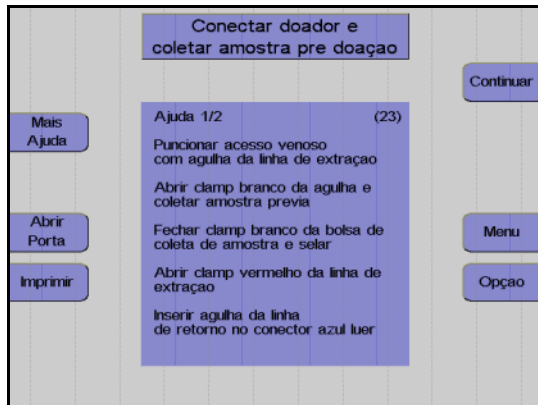 Conectar doador e
coletar amostra pre doaçao
Continuar
Mais
Ajuda
Ajuda 1/2 (23)
Puncionar acesso venoso
com agulha da linha de extraçao
Abrir clamp branco da agulha e
coletar amostra previa
Fechar clamp branco da bolsa de
coleta de amostra e selar
Abrir clamp vermelho da linha de
extraçao
Inserir agulha da linha
de retorno no conector azul luer
Abrir
Porta
Imprimir
Menu
Opçao